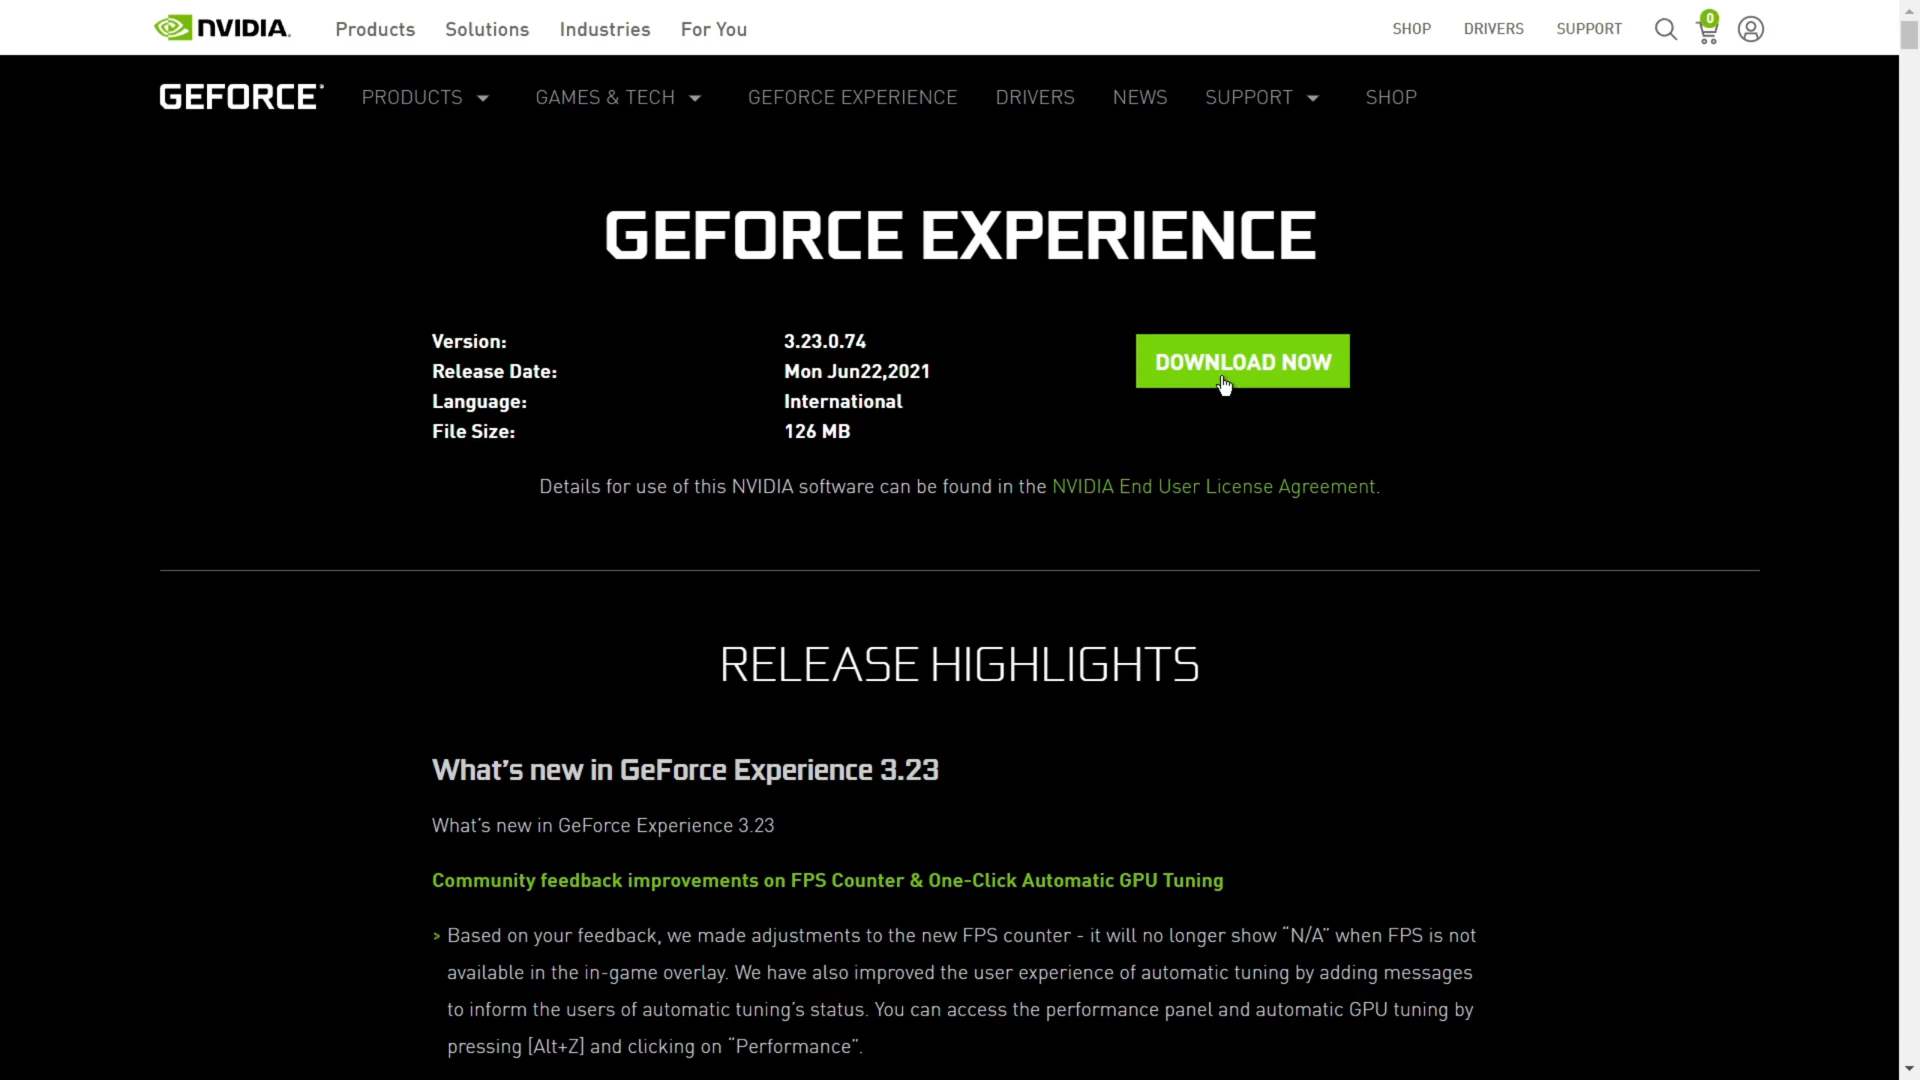 NVIDIA. Products Solutions Industries For You SHOP DRIVERS SUPPORT 0
GEFORCE PRODUCTS GAMES & TECH GEFORCE EXPERIENCE DRIVERS NEWS SUPPORT SHOP
GEFORCE EXPERIENCE
Version: 3.23.0.74
DOWNLOAD NOW
Release Date: Mon Jun22,2021
Language: International
File Size: 126 MB
Details for use of this NVIDIA software can be found in the NVIDIA End User License Agreement.
RELEASE HIGHLIGHTS
What's new in GeForce Experience 3.23
What's new in GeForce Experience 3.23
Community feedback improvements on FPS Counter & One-Click Automatic GPU Tuning
> Based on your feedback, we made adjustments to the new FPS counter - it will no longer show “N/A” when FPS is not
available in the in-game overlay. We have also improved the user experience of automatic tuning by adding messages
to inform the users of automatic tuning's status. You can access the performance panel and automatic GPU tuning by
pressing [Alt+Z] and clicking on “Performance”.